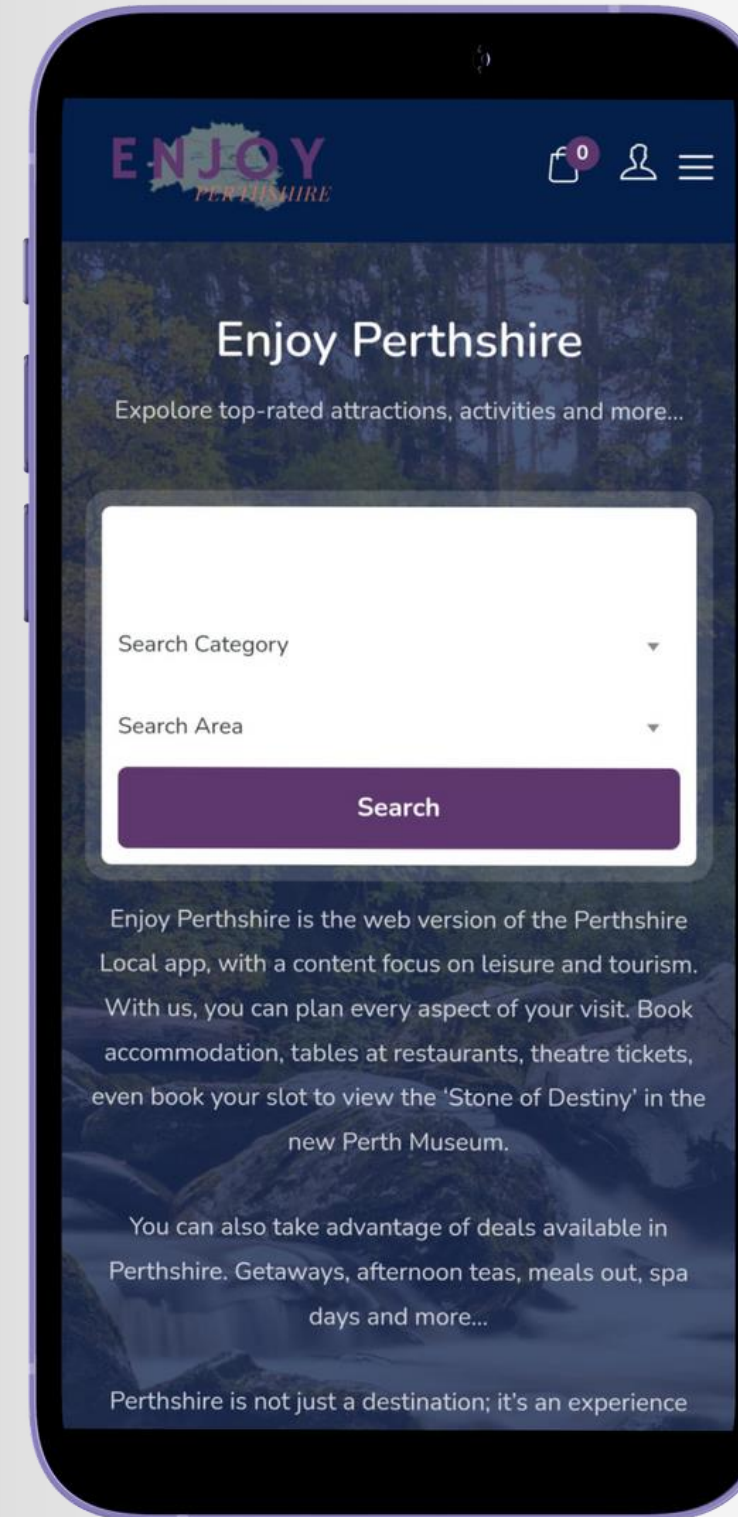 ENJOY
PERTHSHIRE
0
Enjoy Perthshire
Expolore top-rated attractions, activities and more...
Search Category
Search Area
Search
Enjoy Perthshire is the web version of the Perthshire
Local app, with a content focus on leisure and tourism.
With us, you can plan every aspect of your visit. Book
accommodation, tables at restaurants, theatre tickets,
even book your slot to view the ‘Stone of Destiny’ in the
new Perth Museum.
You can also take advantage of deals available in
Perthshire. Getaways, afternoon teas, meals out, spa
days and more...
Perthshire is not just a destination; it’s an experience